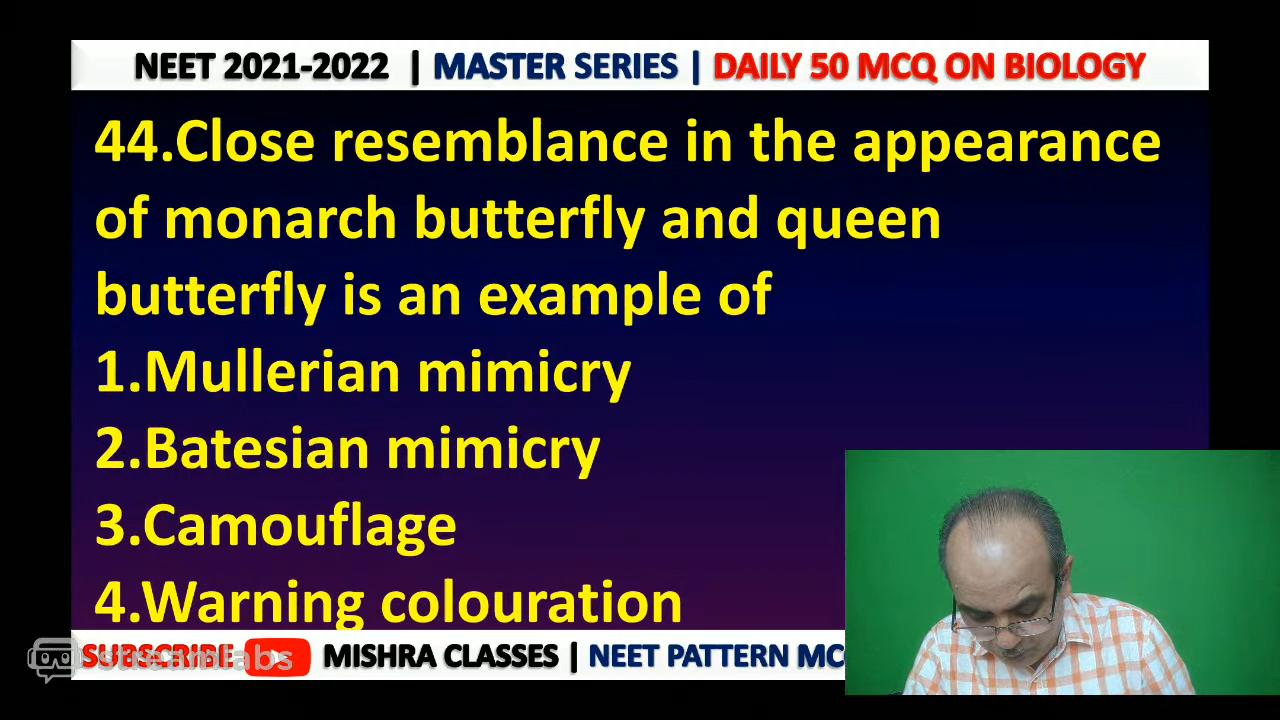 NEET 2021-2022 | MASTER SERIES | DAILY 50 MCQ ON BIOLOGY
44.Close resemblance in the appearance
of monarch butterfly and queen
butterfly is an example of
1.Mullerian mimicry
2.Batesian mimicry
3.Camouflage
4.Warning colouration
SUBSCRIBE MISHRA CLASSES | NEET PATTERN
streamlabs